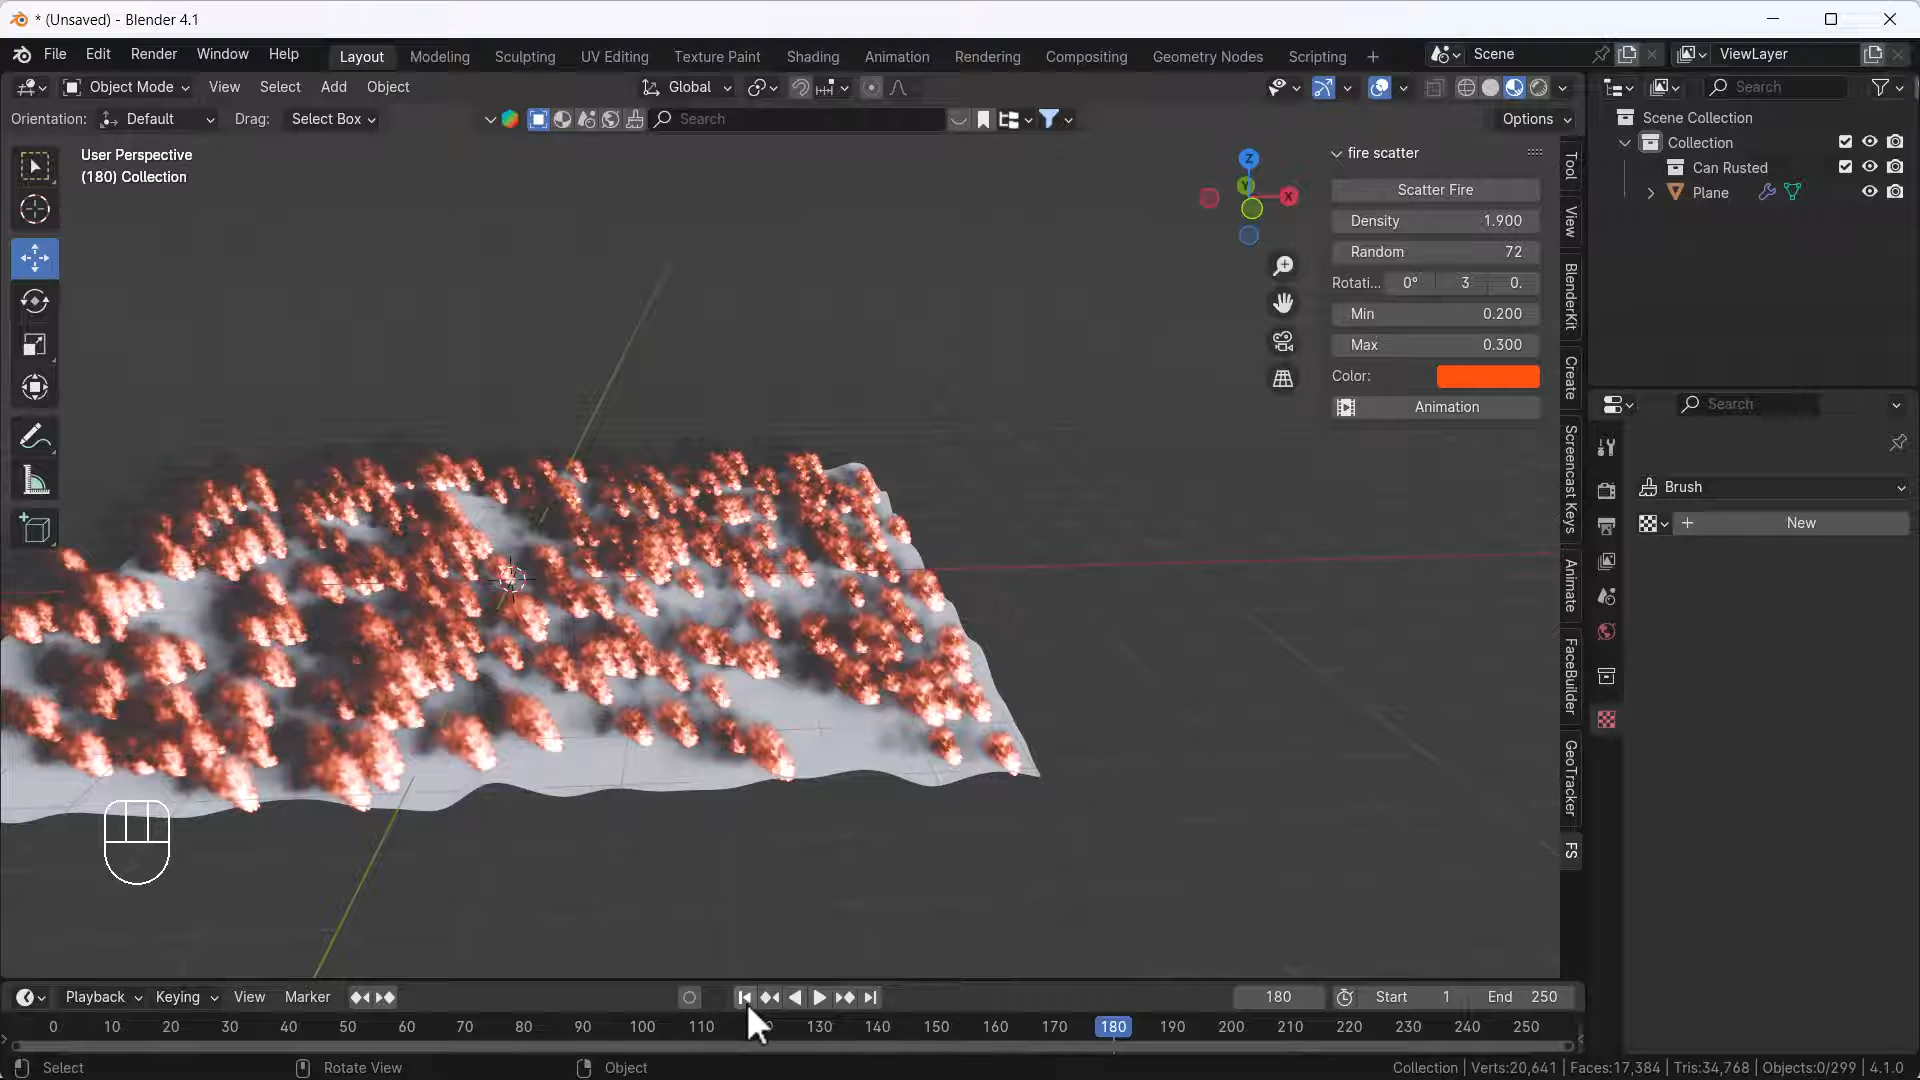 * (Unsaved) - Blender 4.1
File Edit Render Window Help Layout Modeling Sculpting UV Editing Texture Paint Shading Animation Rendering Compositing Geometry Nodes Scripting + Scene ViewLayer
Object Mode View Select Add Object Global Search
Orientation: Default Drag: Select Box Search Options
User Perspective
(180) Collection
Z
Y
X
fire scatter
Scatter Fire
Density 1.900
Random 72
Rotati... 0° 3 0.
Min 0.200
Max 0.300
Color:
Animation
Tool
View
BlenderKit
Create
Screencast Keys
Animate
FaceBuilder
GeoTracker
FS
Scene Collection
Collection
Can Rusted
Plane
Search
Brush
New
Playback Keying View Marker 180 Start 1 End 250
0 10 20 30 40 50 60 70 80 90 100 110 130 140 150 160 170 180 190 200 210 220 230 240 250
Select Rotate View Object Collection | Verts:20,641 | Faces:17,384 | Tris:34,768 | Objects:0/299 | 4.1.0